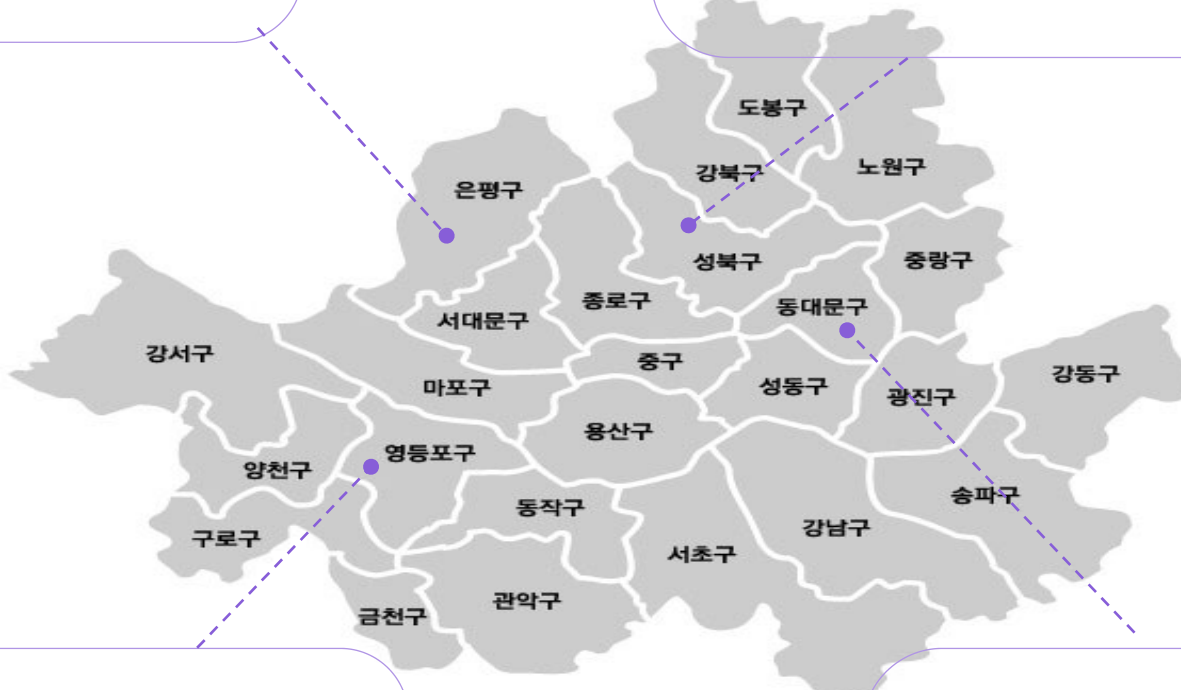 도봉구
강북구
노원구
은평구
성북구
중랑구
종로구
동대문구
서대문구
강서구
중구
강동구
마포구
성동구
광진구
용산구
영등포구
양천구
송파구
동작구
강남구
구로구
서초구
관악구
금천구